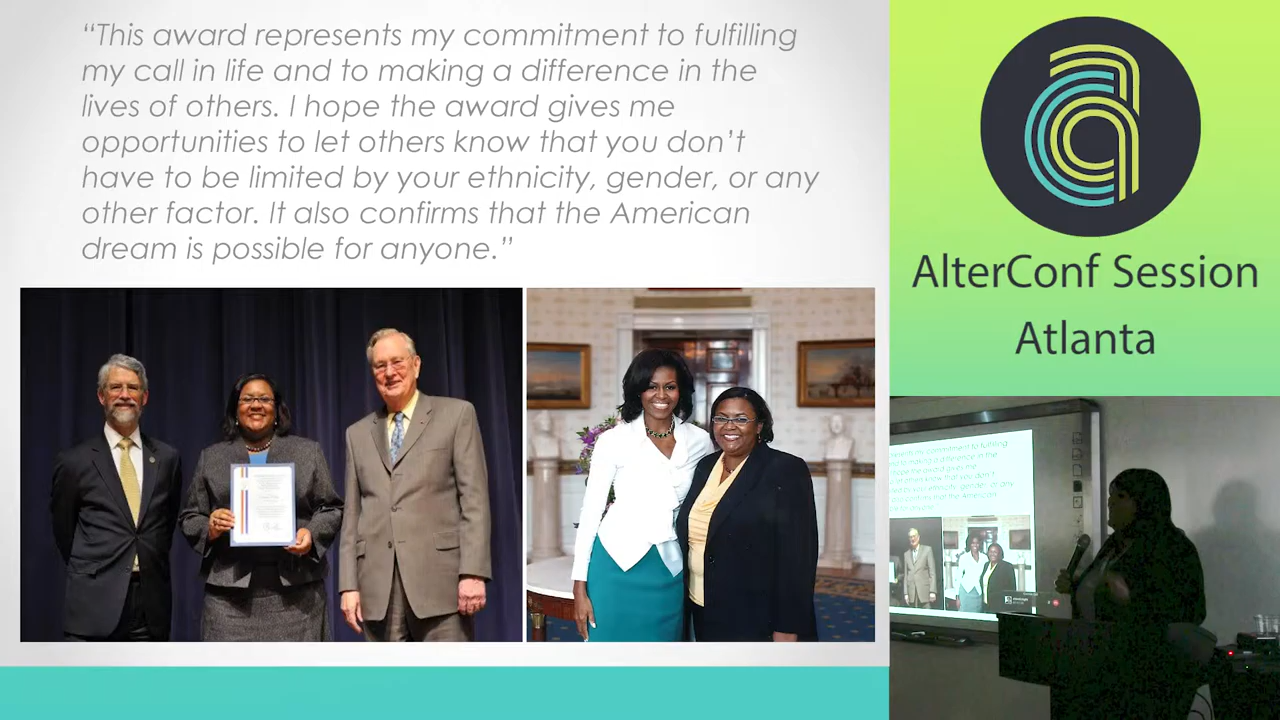 “This award represents my commitment to fulfilling
my call in life and to making a difference in the
lives of others. I hope the award gives me
opportunities to let others know that you don’t
have to be limited by your ethnicity, gender, or any
other factor. It also confirms that the American
dream is possible for anyone.”
AlterConf Session
Atlanta